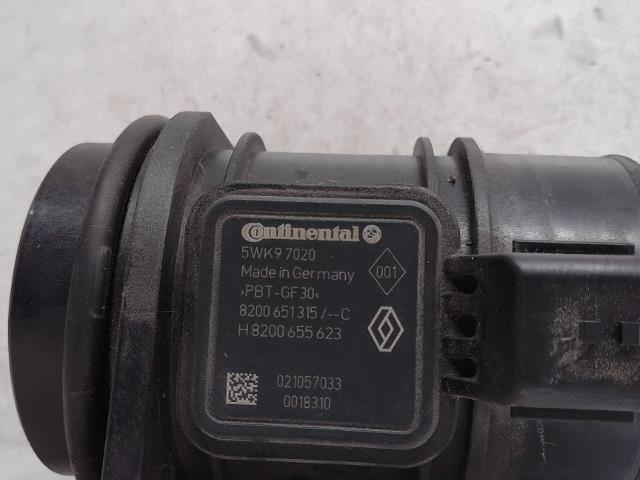 Continental
5WK9 7020
Made in Germany
001
›PBT-GF30‹
8200 651 315 /--C
H 8200 655 623
021057033
0018310